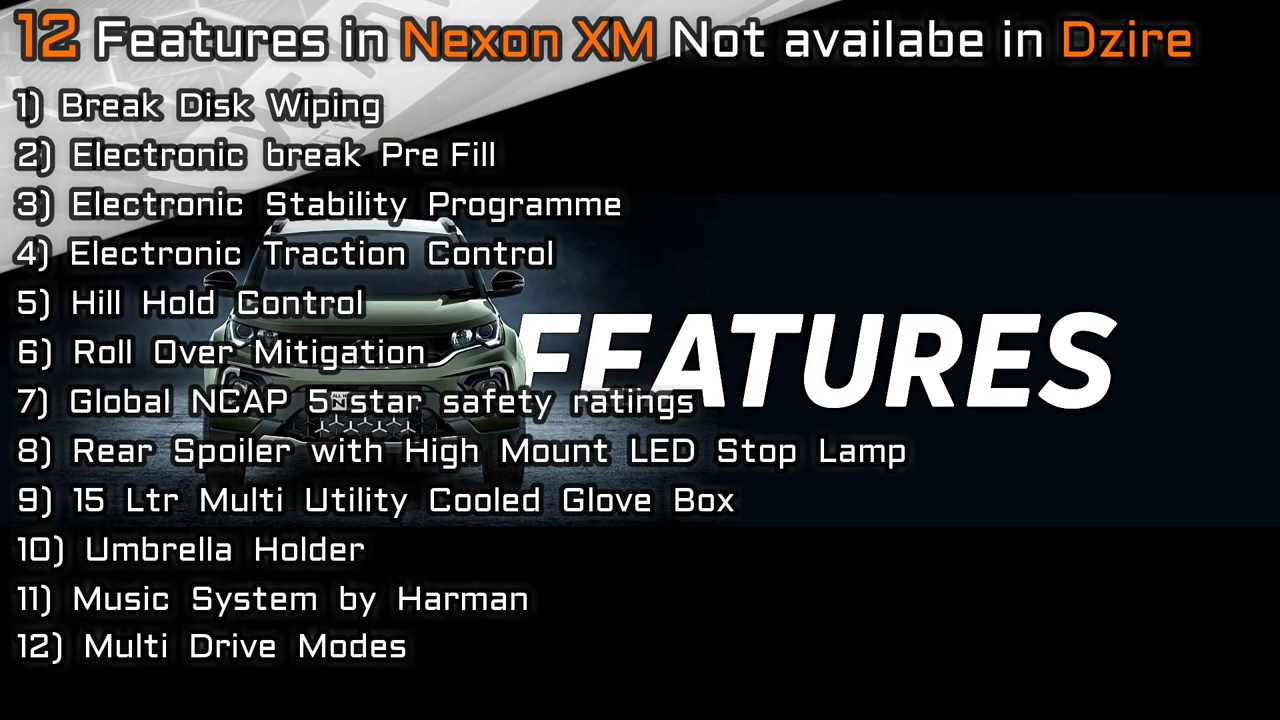 12 Features in Nexon XM Not availabe in Dzire
1) Break Disk Wiping
2) Electronic break Pre Fill
3) Electronic Stability Programme
4) Electronic Traction Control
5) Hill Hold Control
6) Roll Over Mitigation
7) Global NCAP 5 star safety ratings
8) Rear Spoiler with High Mount LED Stop Lamp
9) 15 Ltr Multi Utility Cooled Glove Box
10) Umbrella Holder
11) Music System by Harman
12) Multi Drive Modes
FEATURES